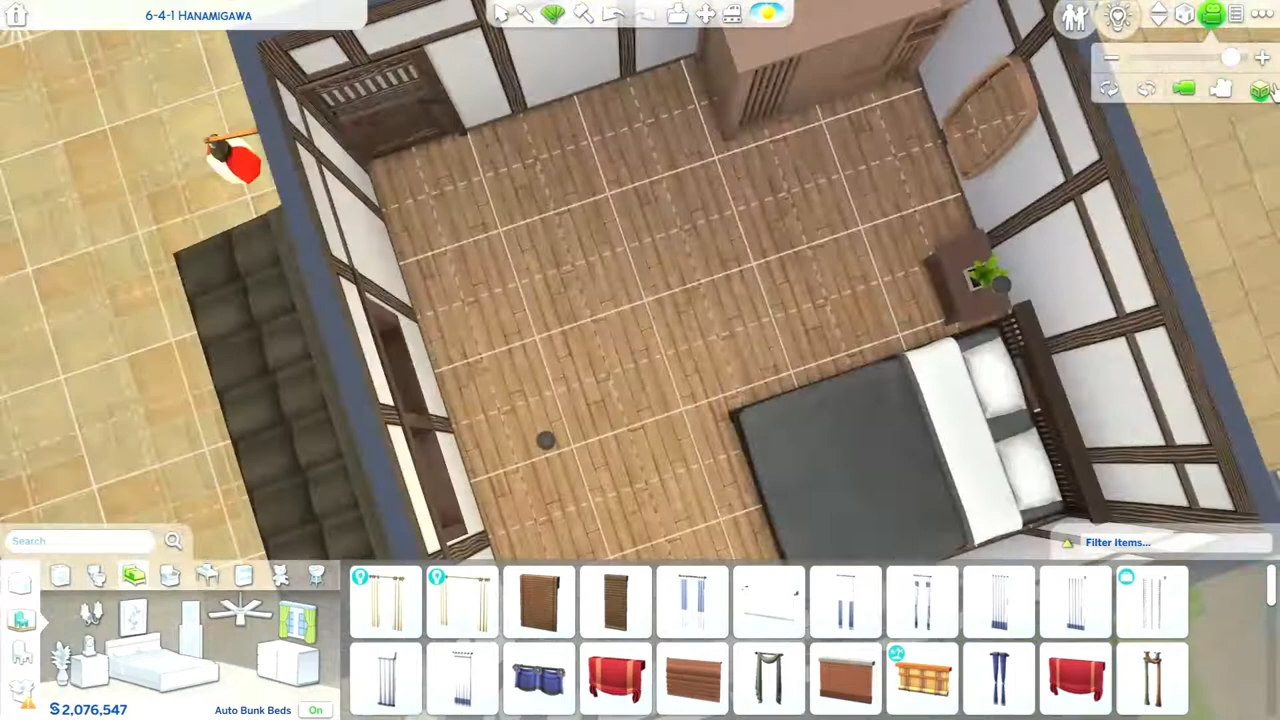 6-4-1 HANAMIGAWA
Search
Filter Items...
§2,076,547
Auto Bunk Beds On